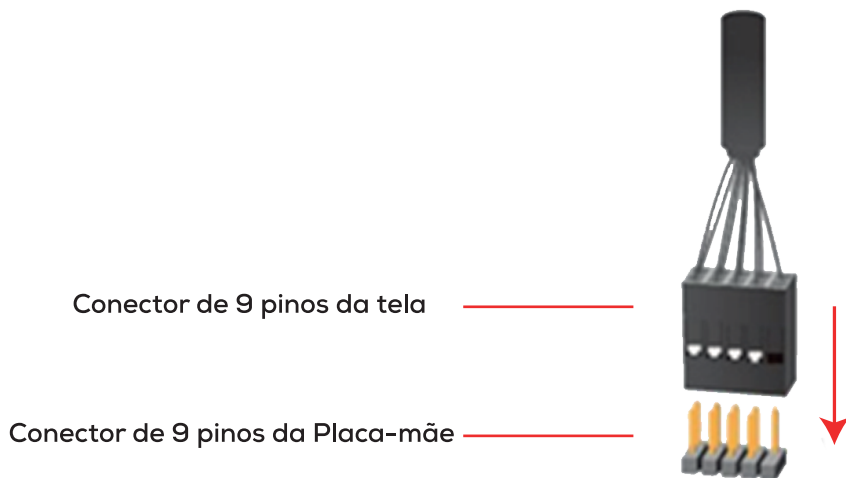 Conector de 9 pinos da tela
Conector de 9 pinos da Placa-mãe